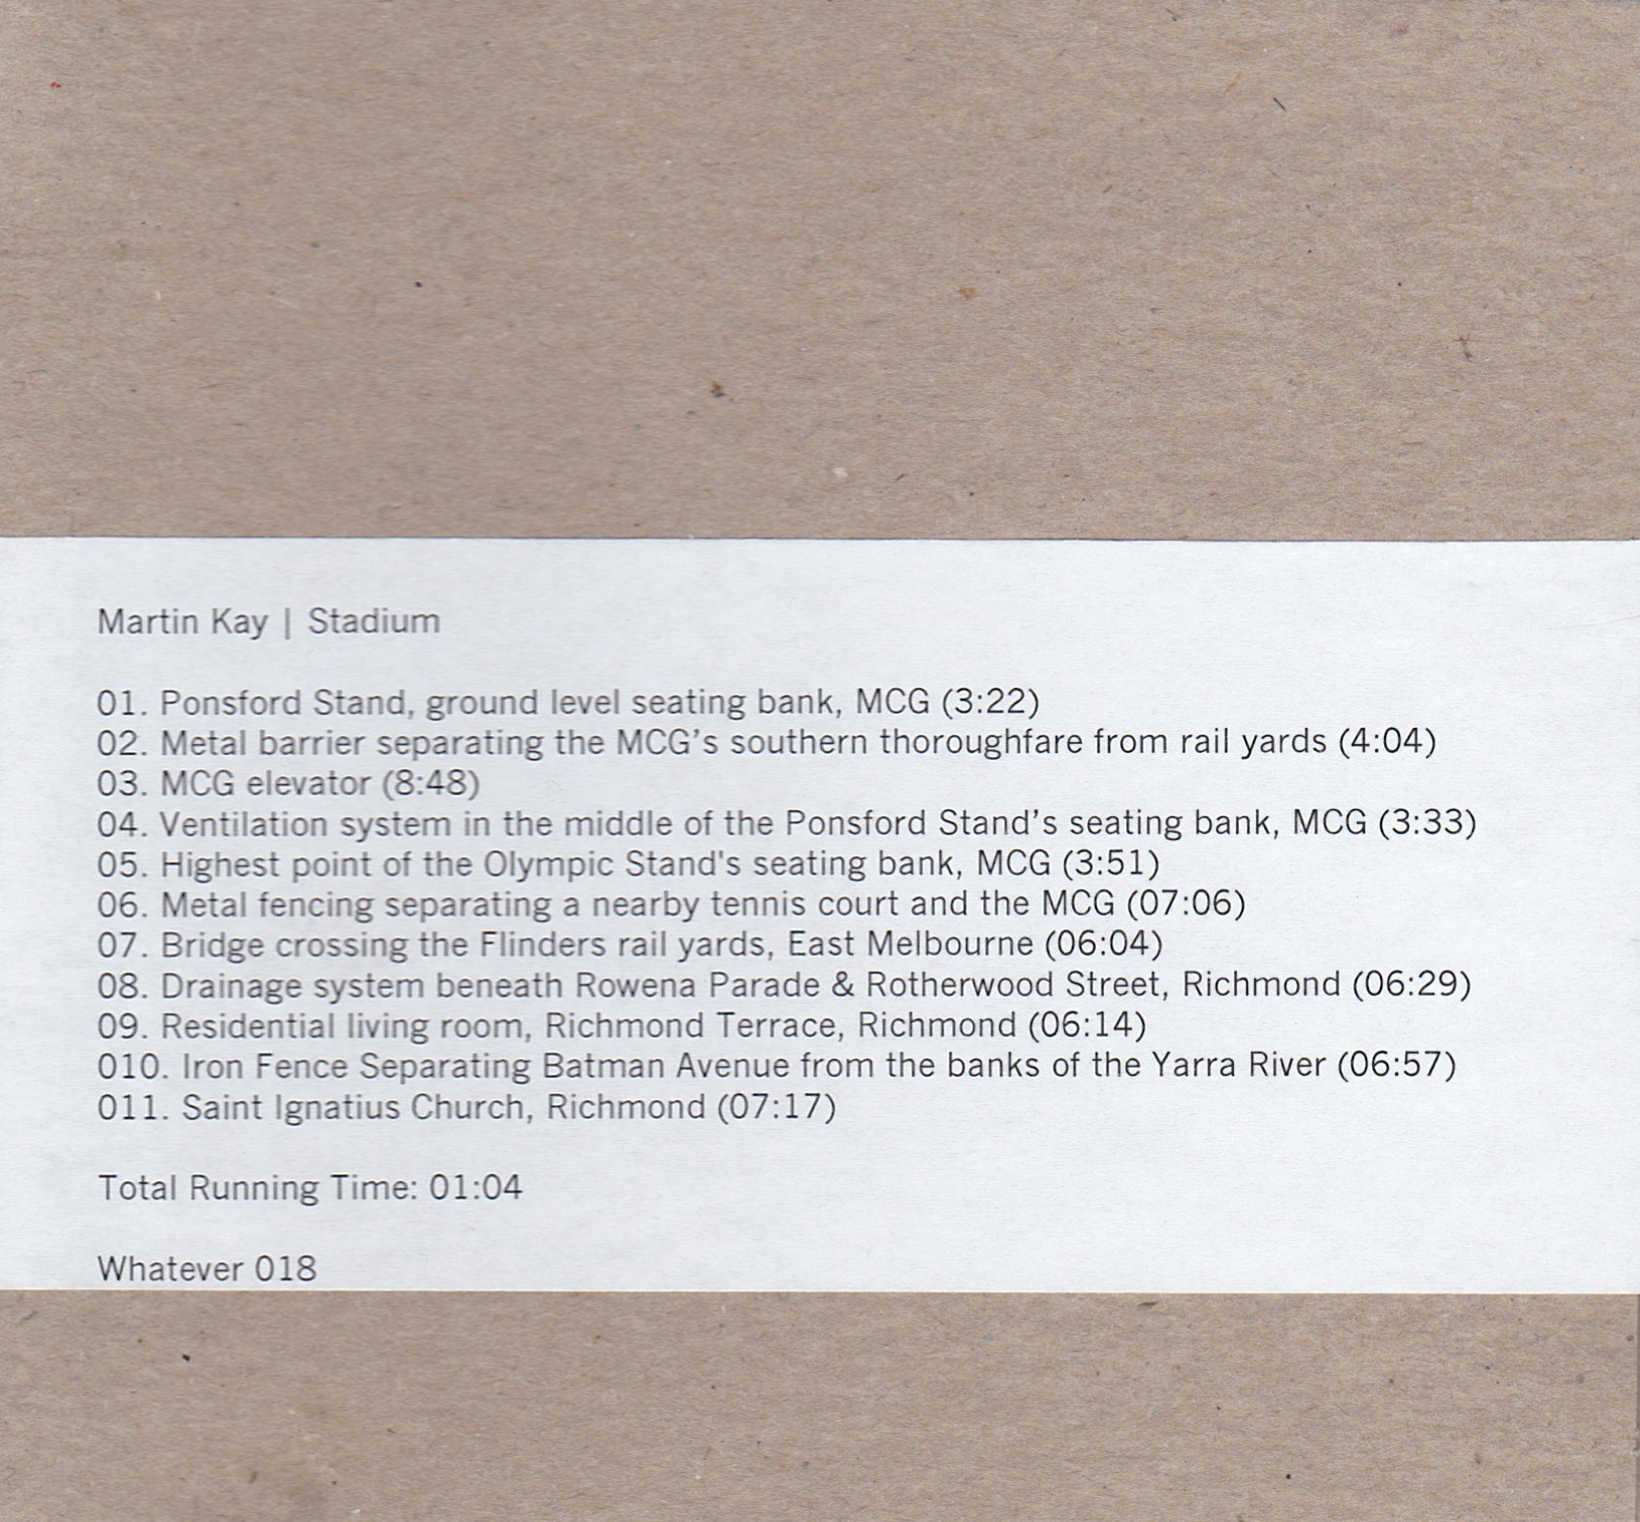 Martin Kay | Stadium
01. Ponsford Stand, ground level seating bank, MCG (3:22)
02. Metal barrier separating the MCG’s southern thoroughfare from rail yards (4:04)
03. MCG elevator (8:48)
04. Ventilation system in the middle of the Ponsford Stand’s seating bank, MCG (3:33)
05. Highest point of the Olympic Stand's seating bank, MCG (3:51)
06. Metal fencing separating a nearby tennis court and the MCG (07:06)
07. Bridge crossing the Flinders rail yards, East Melbourne (06:04)
08. Drainage system beneath Rowena Parade & Rotherwood Street, Richmond (06:29)
09. Residential living room, Richmond Terrace, Richmond (06:14)
010. Iron Fence Separating Batman Avenue from the banks of the Yarra River (06:57)
011. Saint Ignatius Church, Richmond (07:17)
Total Running Time: 01:04
Whatever 018